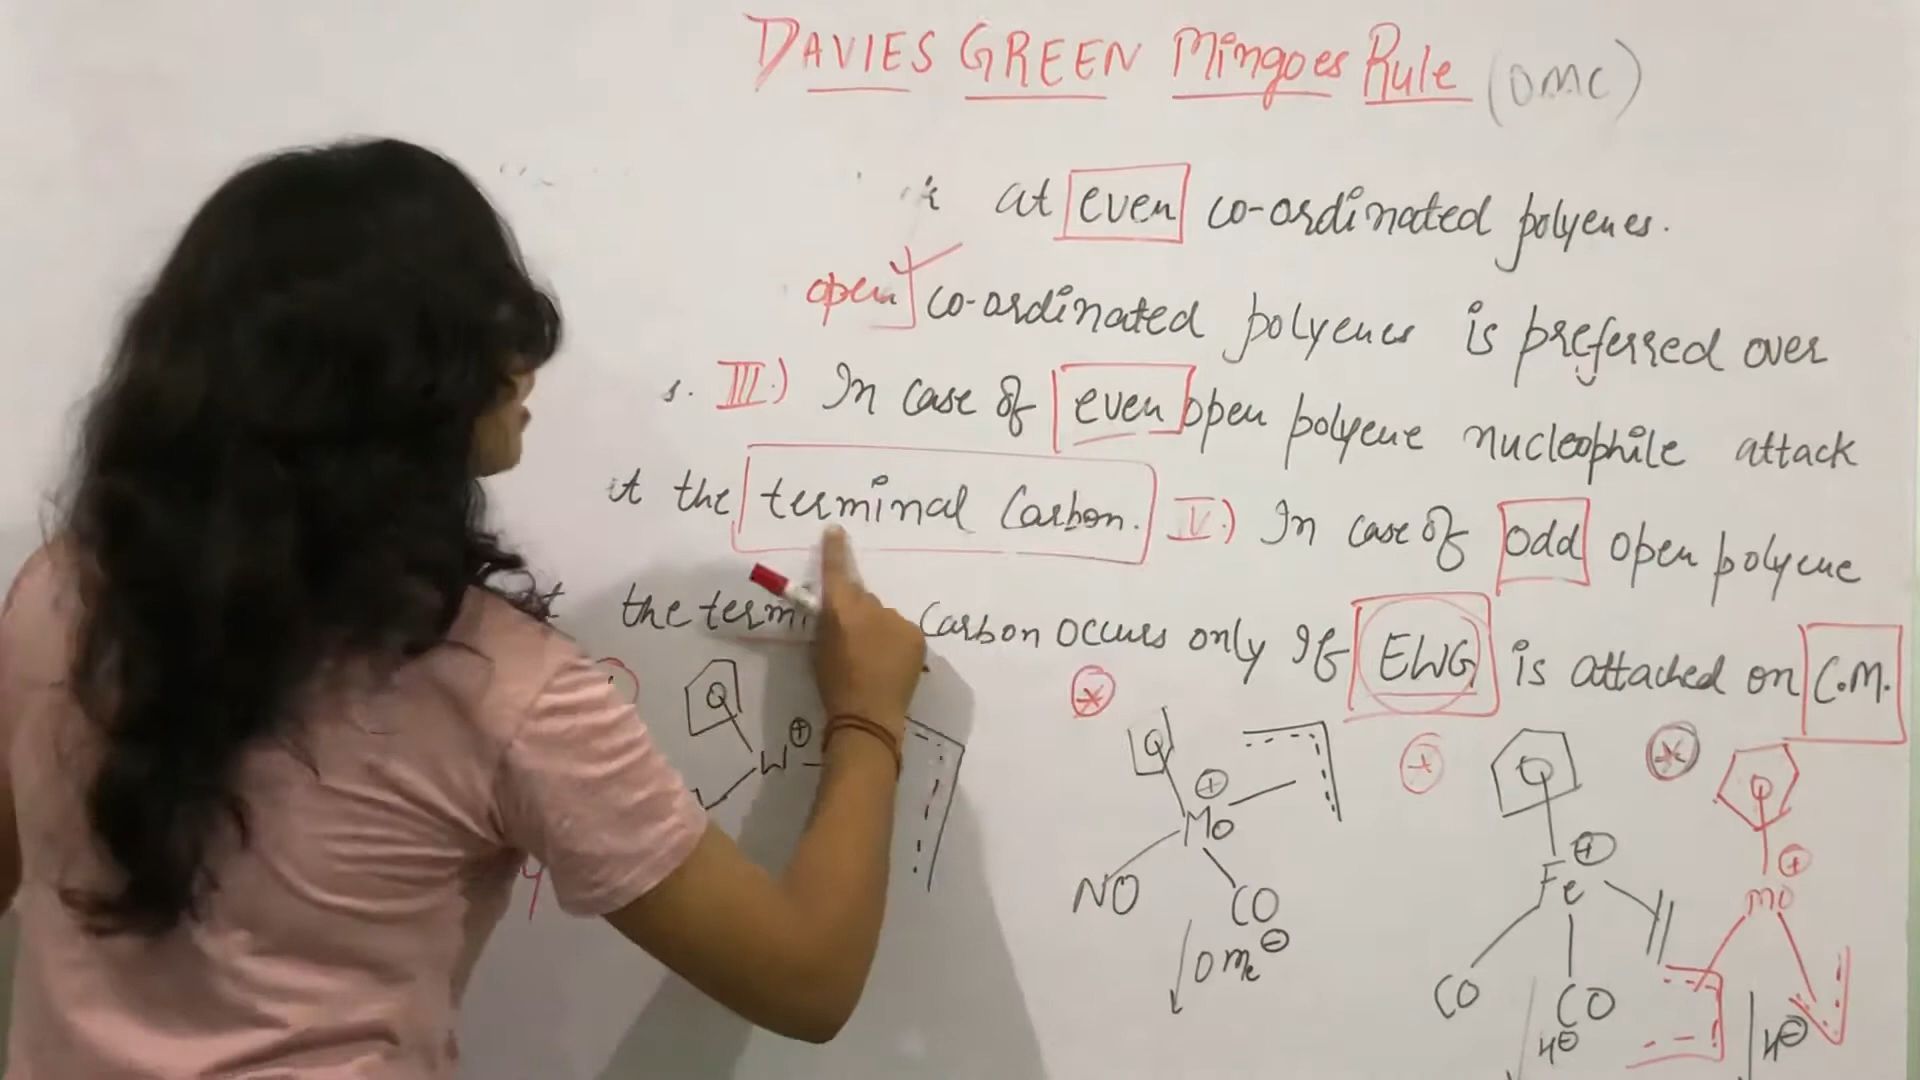 DAVIES GREEN Mingoes Rule (OMC)
at even co-ordinated polyenes.
open co-ordinated polyenes is preferred over
III.) In case of even open polyene nucleophile attack
the terminal Carbon. V.) In case of odd open polyene
the Carbon occurs only If EWG is attached on C.M.
W ⊕
Mo ⊕
NO
CO
OMe ⊖
Fe ⊕
CO
CO
H⊖
Mo ⊕
H⊖